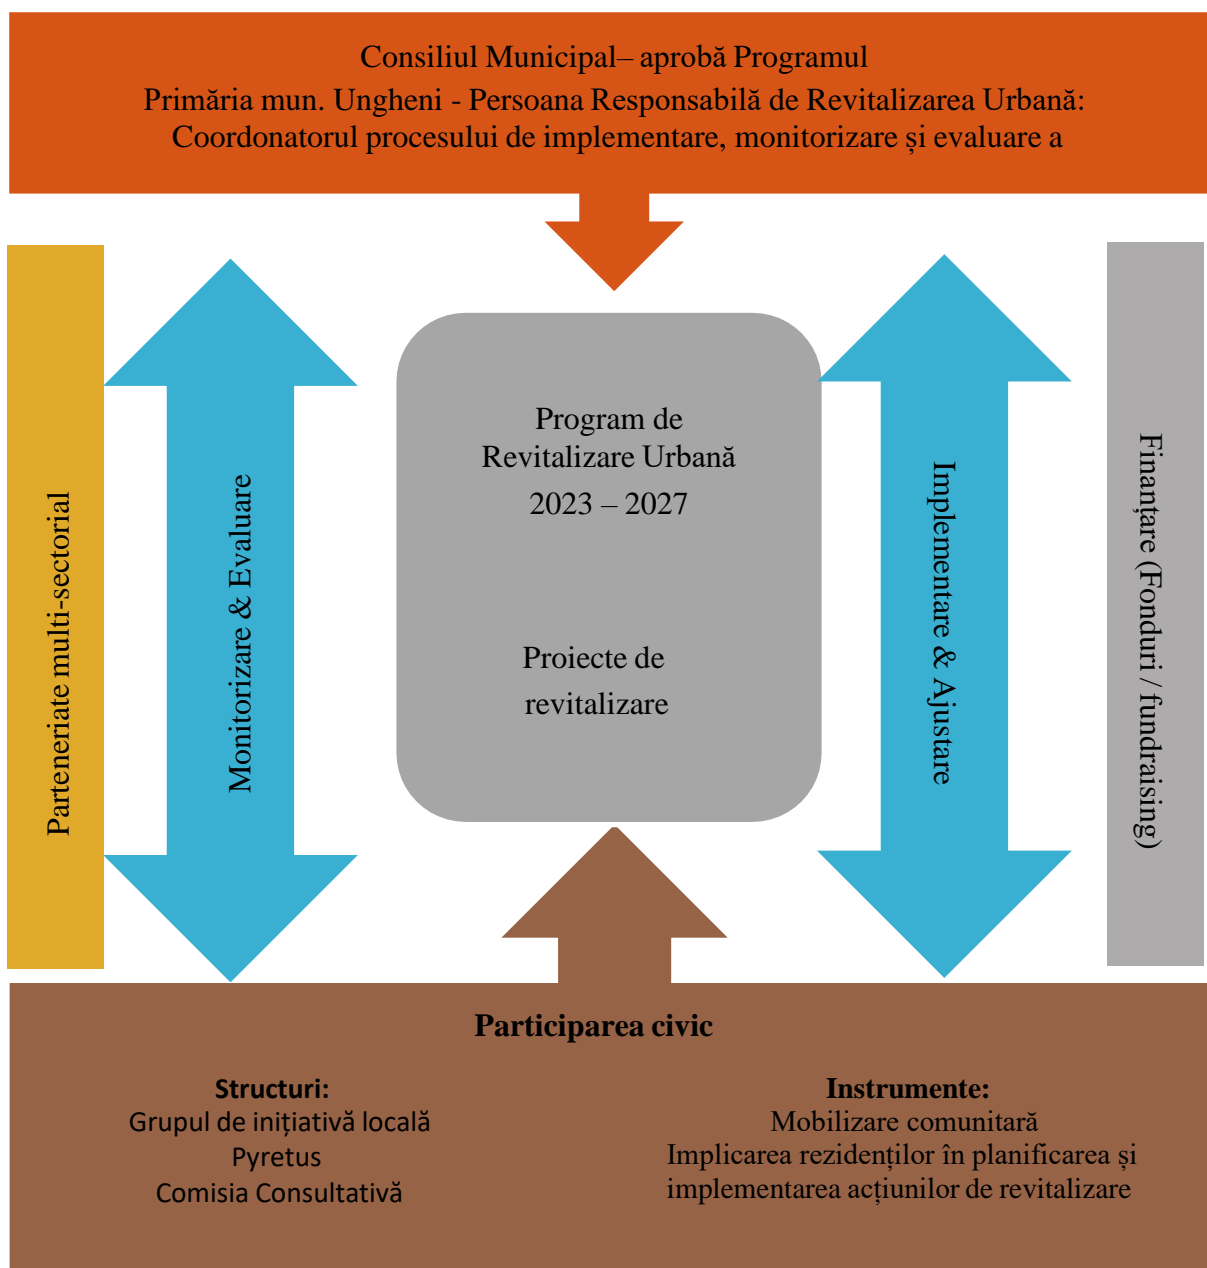 Consiliul Municipal– aprobă Programul
Primăria mun. Ungheni - Persoana Responsabilă de Revitalizarea Urbană:
Coordonatorul procesului de implementare, monitorizare și evaluare a
Parteneriate multi-sectorial
Monitorizare & Evaluare
Program de
Revitalizare Urbană
2023 – 2027
Proiecte de
revitalizare
Implementare & Ajustare
Finanțare (Fonduri / fundraising)
Participarea civic
Structuri:
Grupul de inițiativă locală
Pyretus
Comisia Consultativă
Instrumente:
Mobilizare comunitară
Implicarea rezidenților în planificarea și
implementarea acțiunilor de revitalizare